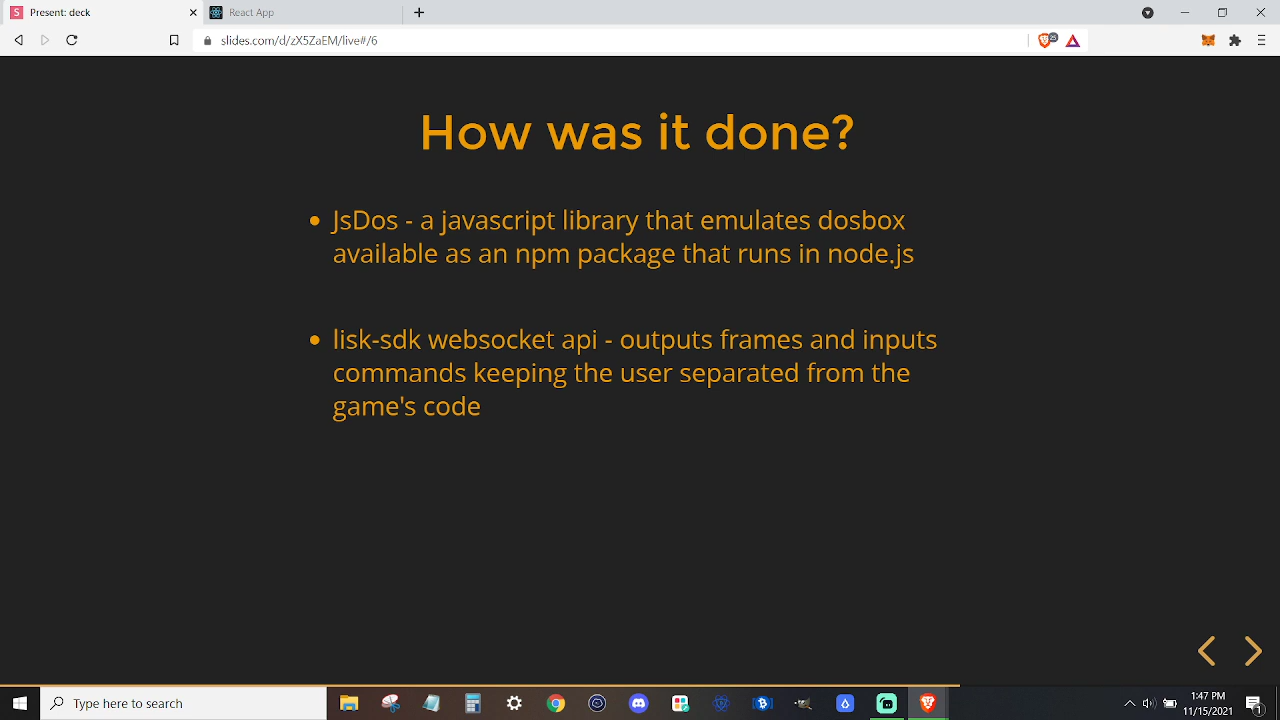 Present: deck
React App
slides.com/d/zX5ZaEM/live#/6
25
How was it done?
JsDos - a javascript library that emulates dosbox
available as an npm package that runs in node.js
lisk-sdk websocket api - outputs frames and inputs
commands keeping the user separated from the
game's code
Type here to search
1:47 PM
11/15/2021